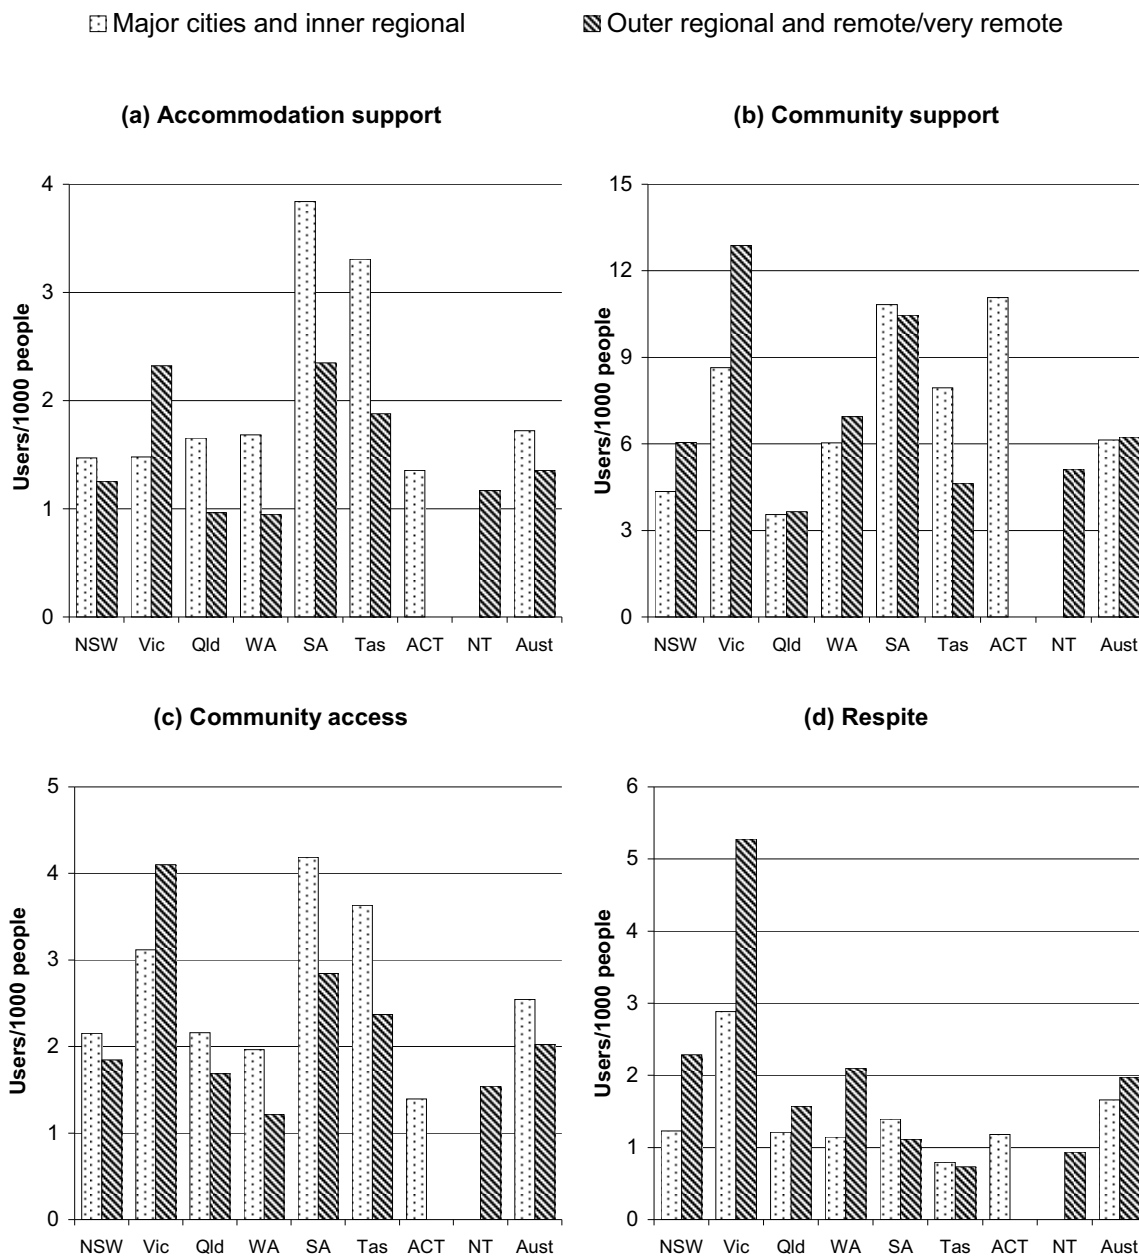 Major cities and inner regional
Outer regional and remote/very remote
(a) Accommodation support
Users/1000 people
4
3
2
1
0
NSW Vic Qld WA SA Tas ACT NT Aust
(b) Community support
Users/1000 people
15
12
9
6
3
0
NSW Vic Qld WA SA Tas ACT NT Aust
(c) Community access
Users/1000 people
5
4
3
2
1
0
NSW Vic Qld WA SA Tas ACT NT Aust
(d) Respite
Users/1000 people
6
5
4
3
2
1
0
NSW Vic Qld WA SA Tas ACT NT Aust